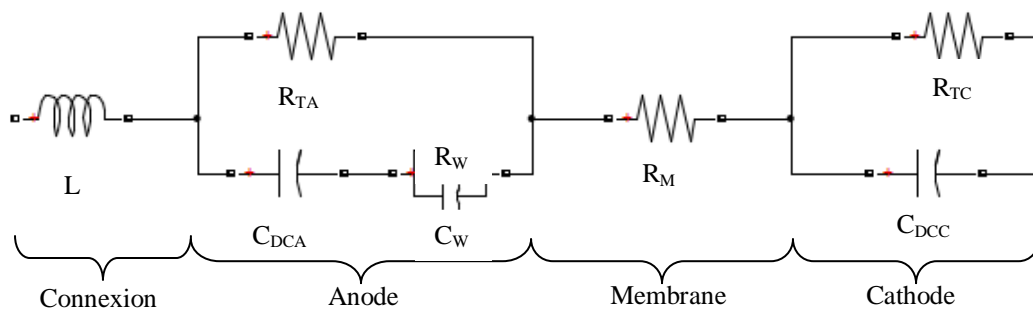 R_TA
R_TC
R_W
L
R_M
C_DCA
C_W
C_DCC
Connexion
Anode
Membrane
Cathode